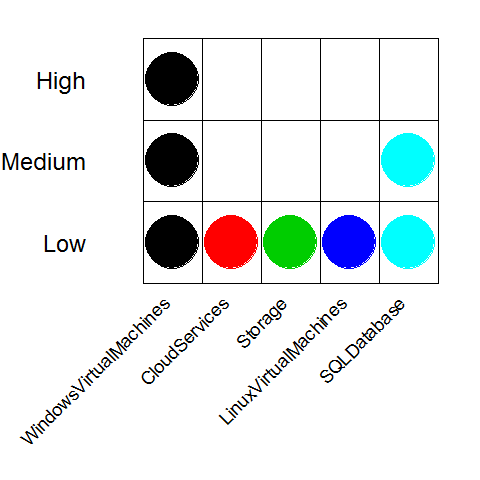 High
Medium
Low
WindowsVirtualMachines
CloudServices
Storage
LinuxVirtualMachines
SQLDatabase